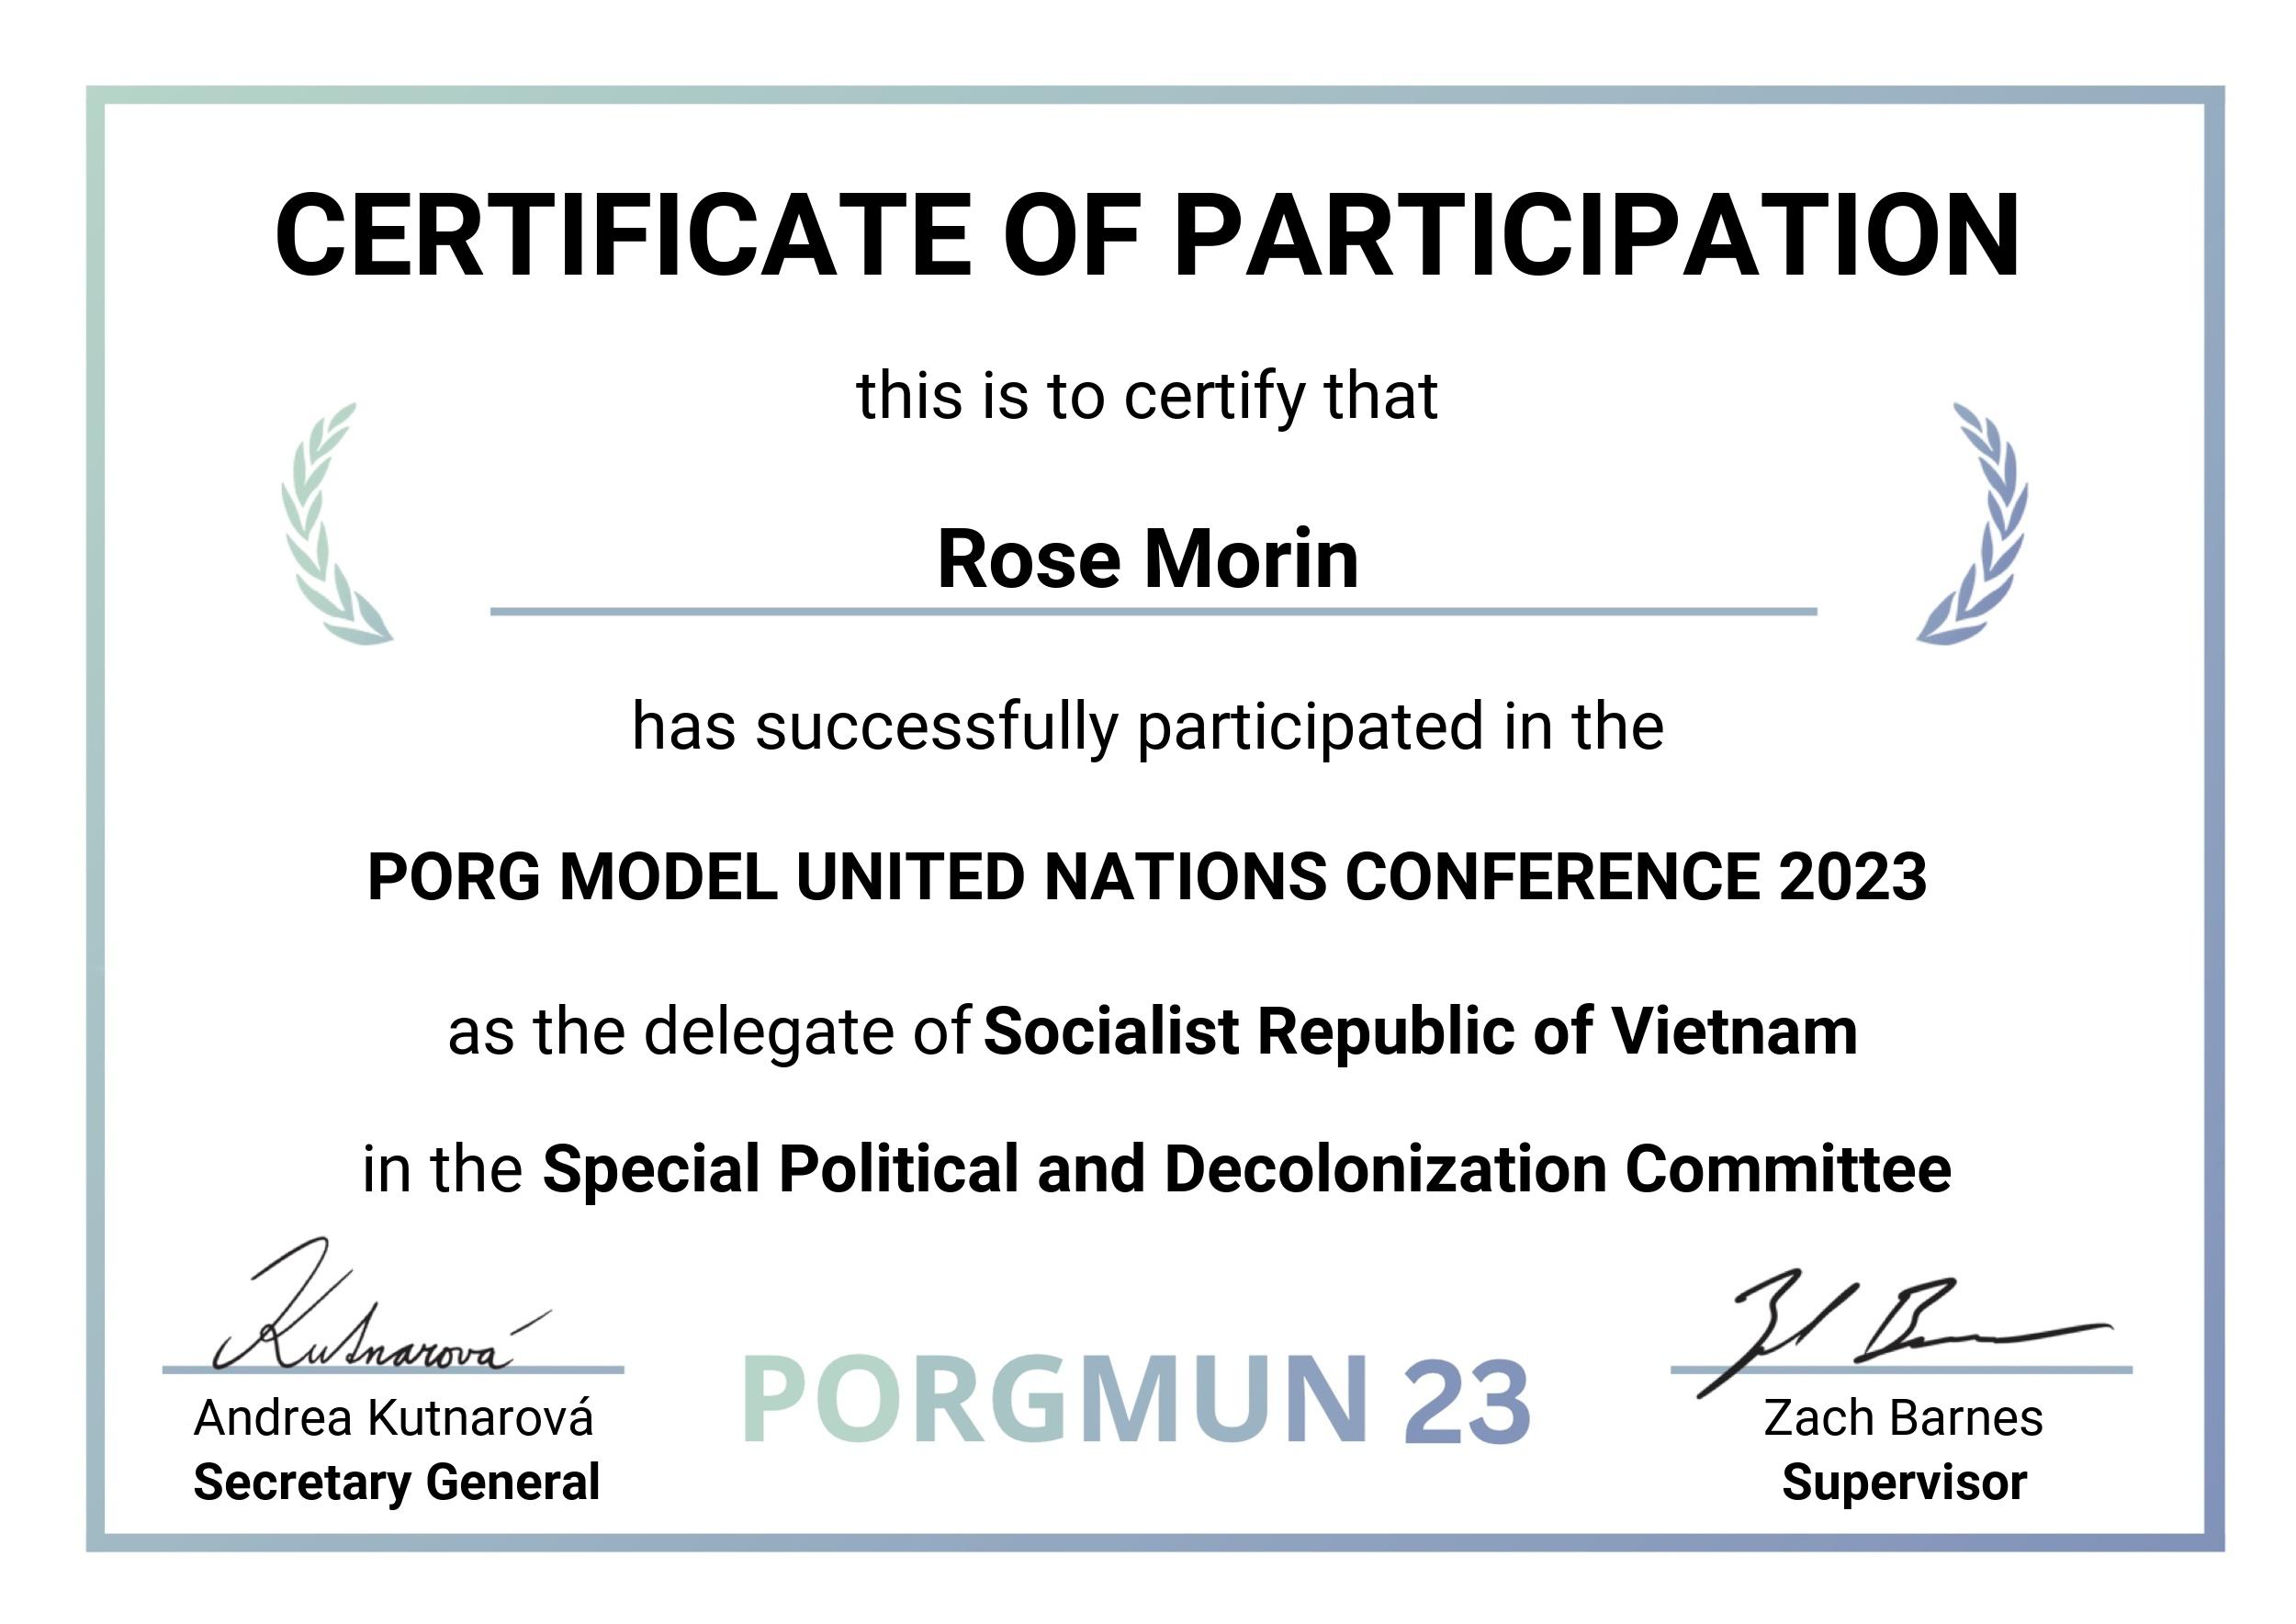 CERTIFICATE OF PARTICIPATION
this is to certify that
Rose Morin
has successfully participated in the
PORG MODEL UNITED NATIONS CONFERENCE 2023
as the delegate of Socialist Republic of Vietnam
in the Special Political and Decolonization Committee
Kutnarová
Andrea Kutnarová
Secretary General
PORGMUN 23
Zach Barnes
Supervisor